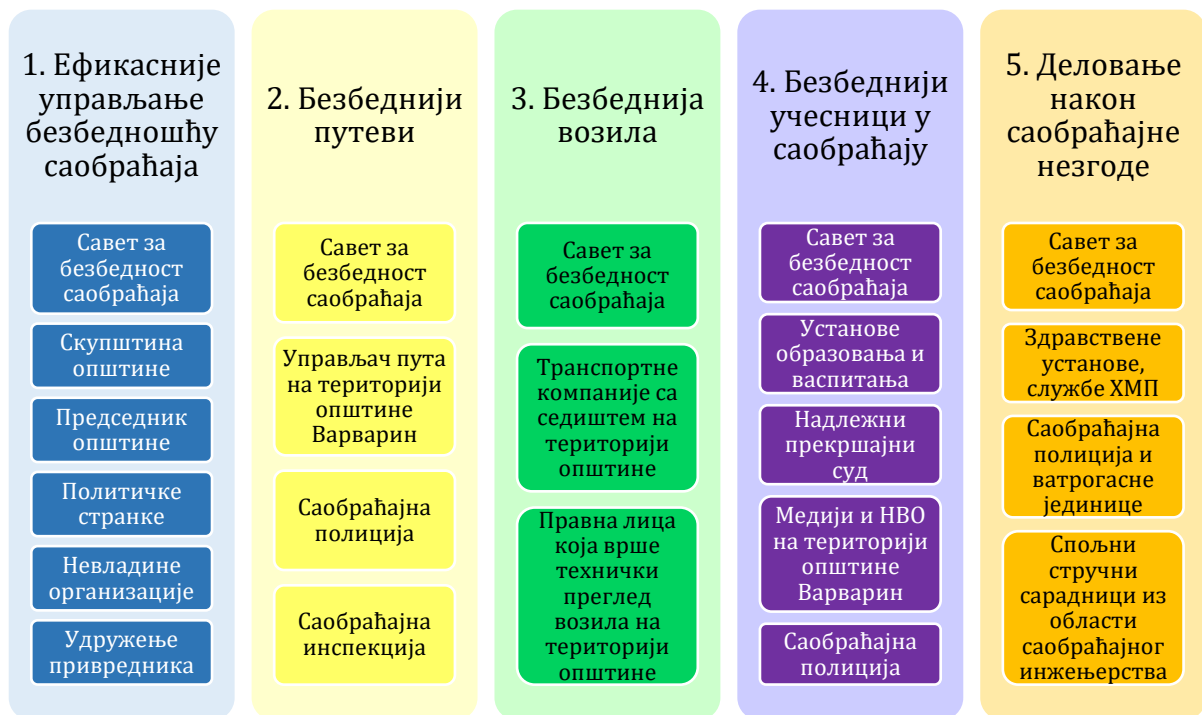 1. Ефикасније
управљање
безбедношћу
саобраћаја
Савет за
безбедност
саобраћаја
Скупштина
општине
Председник
општине
Политичке
странке
Невладине
организације
Удружење
привредника
2. Безбеднији
путеви
Савет за
безбедност
саобраћаја
Управљач пута
на територији
општине
Варварин
Саобраћајна
полиција
Саобраћајна
инспекција
3. Безбеднија
возила
Савет за
безбедност
саобраћаја
Транспортне
компаније са
седиштем на
територији
општине
Правна лица
која врше
технички
преглед
возила на
територији
општине
4. Безбеднији
учесници у
саобраћају
Савет за
безбедност
саобраћаја
Установе
образовања и
васпитања
Надлежни
прекршајни
суд
Медији и НВО
на територији
општине
Варварин
Саобраћајна
полиција
5. Деловање
након
саобраћајне
незгоде
Савет за
безбедност
саобраћаја
Здравствене
установе,
службе ХМП
Саобраћајна
полиција и
ватрогасне
јединице
Спољни
стручни
сарадници из
области
саобраћајног
инжењерства